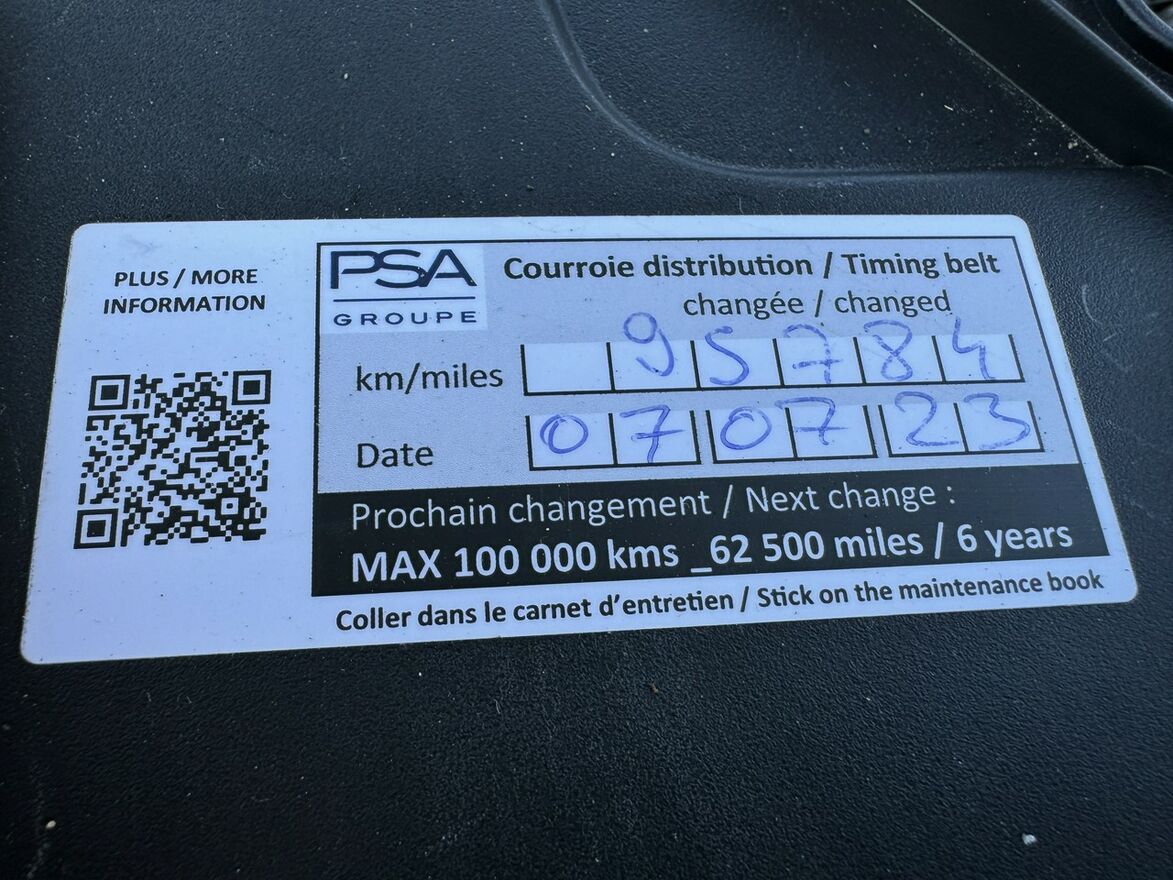 PLUS / MORE
INFORMATION
PSA
GROUPE
Courroie distribution / Timing belt
changée / changed
km/miles 95784
Date 07 07 23
Prochain changement / Next change :
MAX 100 000 kms _62 500 miles / 6 years
Coller dans le carnet d'entretien / Stick on the maintenance book